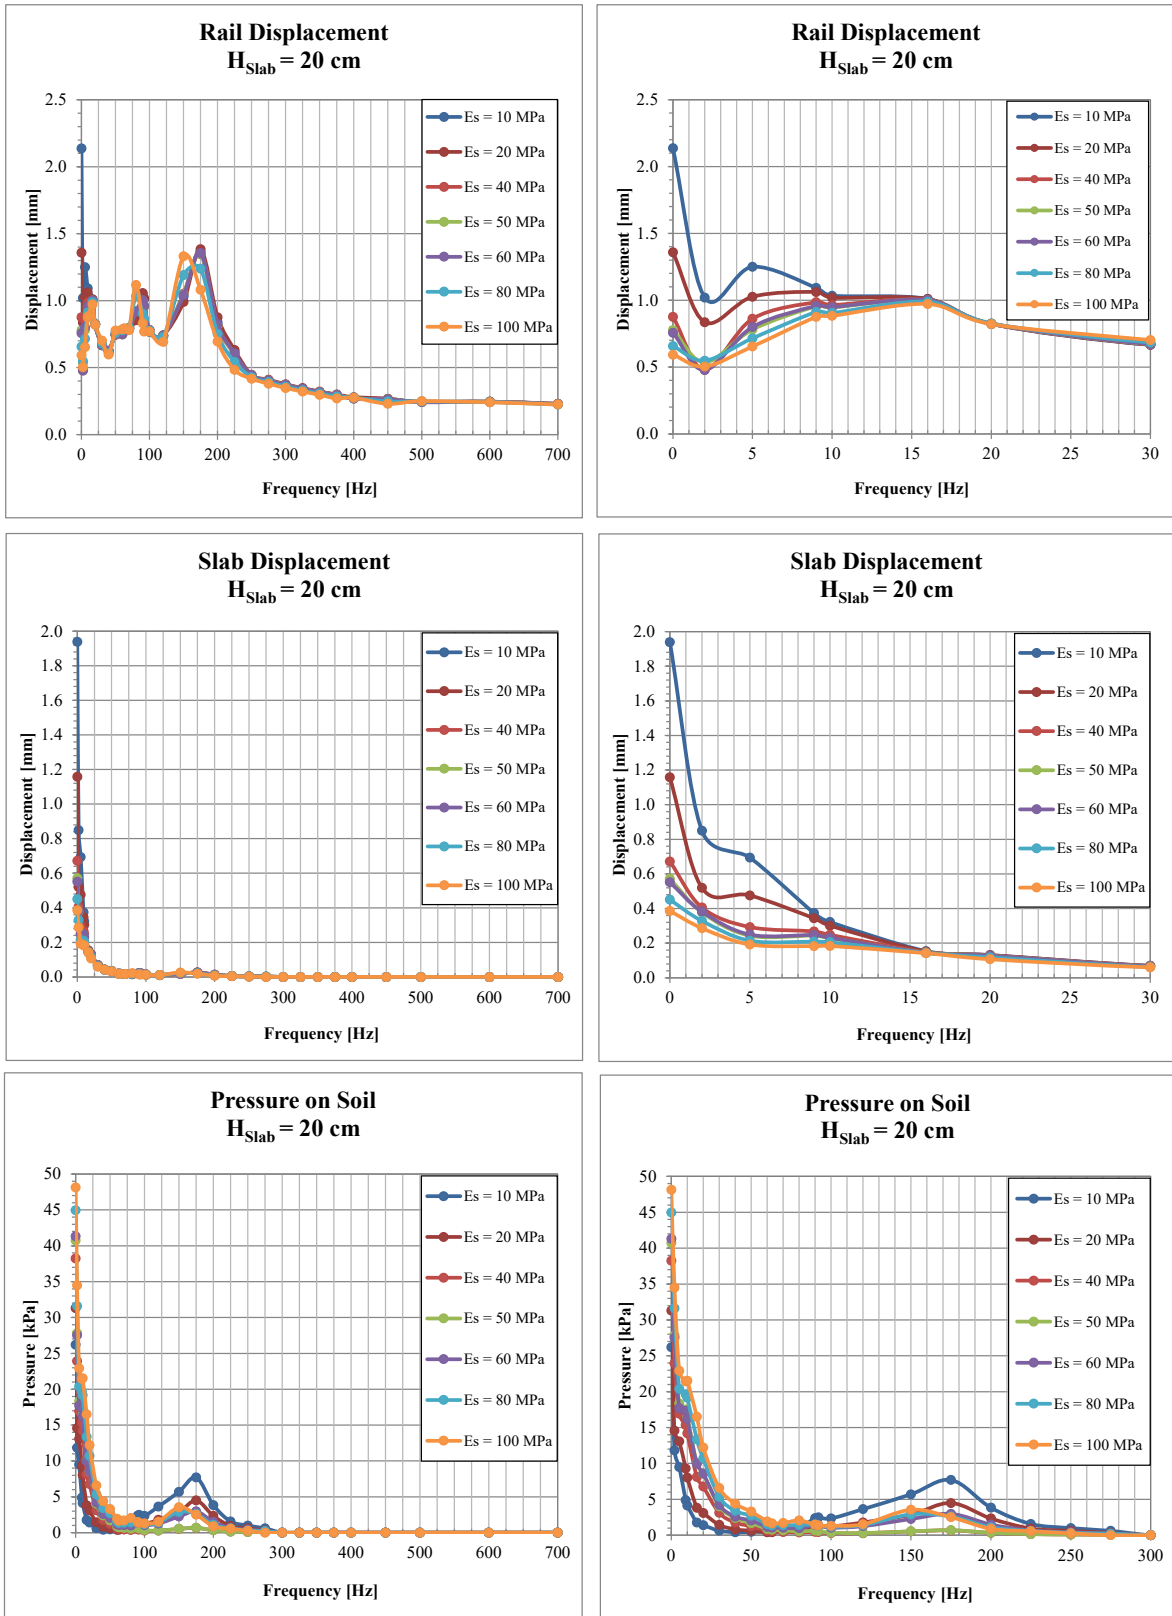 Rail Displacement
H_Slab = 20 cm
2.5
2.0
1.5
1.0
0.5
0.0
Displacement [mm]
0 100 200 300 400 500 600 700
Frequency [Hz]
Es = 10 MPa
Es = 20 MPa
Es = 40 MPa
Es = 50 MPa
Es = 60 MPa
Es = 80 MPa
Es = 100 MPa
Rail Displacement
H_Slab = 20 cm
2.5
2.0
1.5
1.0
0.5
0.0
Displacement [mm]
0 5 10 15 20 25 30
Frequency [Hz]
Es = 10 MPa
Es = 20 MPa
Es = 40 MPa
Es = 50 MPa
Es = 60 MPa
Es = 80 MPa
Es = 100 MPa
Slab Displacement
H_Slab = 20 cm
2.0
1.8
1.6
1.4
1.2
1.0
0.8
0.6
0.4
0.2
0.0
Displacement [mm]
0 100 200 300 400 500 600 700
Frequency [Hz]
Es = 10 MPa
Es = 20 MPa
Es = 40 MPa
Es = 50 MPa
Es = 60 MPa
Es = 80 MPa
Es = 100 MPa
Slab Displacement
H_Slab = 20 cm
2.0
1.8
1.6
1.4
1.2
1.0
0.8
0.6
0.4
0.2
0.0
Displacement [mm]
0 5 10 15 20 25 30
Frequency [Hz]
Es = 10 MPa
Es = 20 MPa
Es = 40 MPa
Es = 50 MPa
Es = 60 MPa
Es = 80 MPa
Es = 100 MPa
Pressure on Soil
H_Slab = 20 cm
50
45
40
35
30
25
20
15
10
5
0
Pressure [kPa]
0 100 200 300 400 500 600 700
Frequency [Hz]
Es = 10 MPa
Es = 20 MPa
Es = 40 MPa
Es = 50 MPa
Es = 60 MPa
Es = 80 MPa
Es = 100 MPa
Pressure on Soil
H_Slab = 20 cm
50
45
40
35
30
25
20
15
10
5
0
Pressure [kPa]
0 50 100 150 200 250 300
Frequency [Hz]
Es = 10 MPa
Es = 20 MPa
Es = 40 MPa
Es = 50 MPa
Es = 60 MPa
Es = 80 MPa
Es = 100 MPa